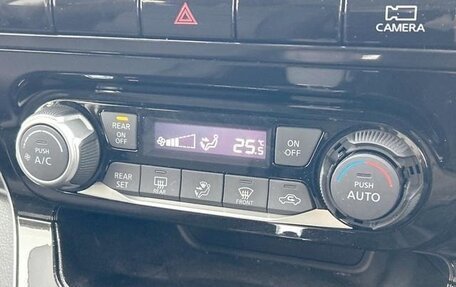 CAMERA
REAR
ON
OFF
PUSH
A/C
25.5
°C
ON
OFF
REAR
SET
REAR
FRONT
PUSH
AUTO